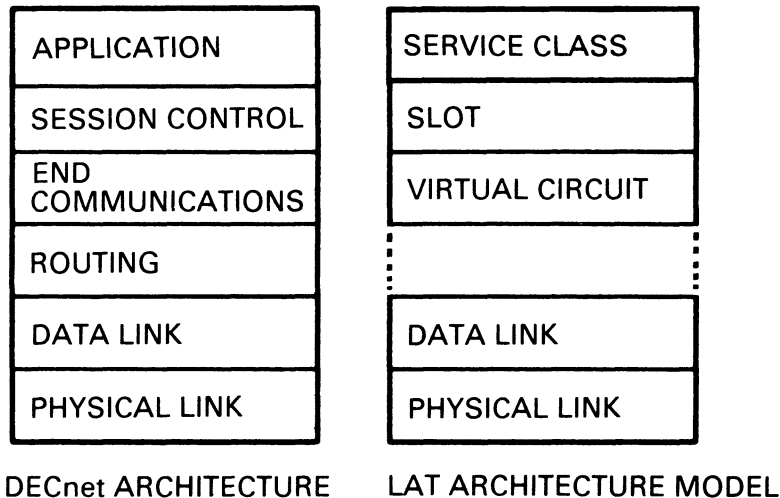 APPLICATION
SESSION CONTROL
END
COMMUNICATIONS
ROUTING
DATA LINK
PHYSICAL LINK
DECnet ARCHITECTURE
SERVICE CLASS
SLOT
VIRTUAL CIRCUIT
DATA LINK
PHYSICAL LINK
LAT ARCHITECTURE MODEL